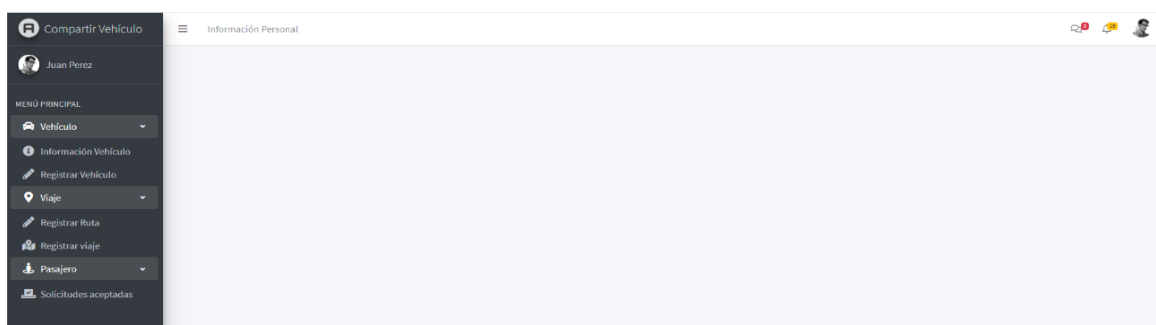 Compartir Vehículo
Información Personal
Juan Perez
MENÚ PRINCIPAL
Vehículo
Información Vehículo
Registrar Vehículo
Viaje
Registrar Ruta
Registrar viaje
Pasajero
Solicitudes aceptadas